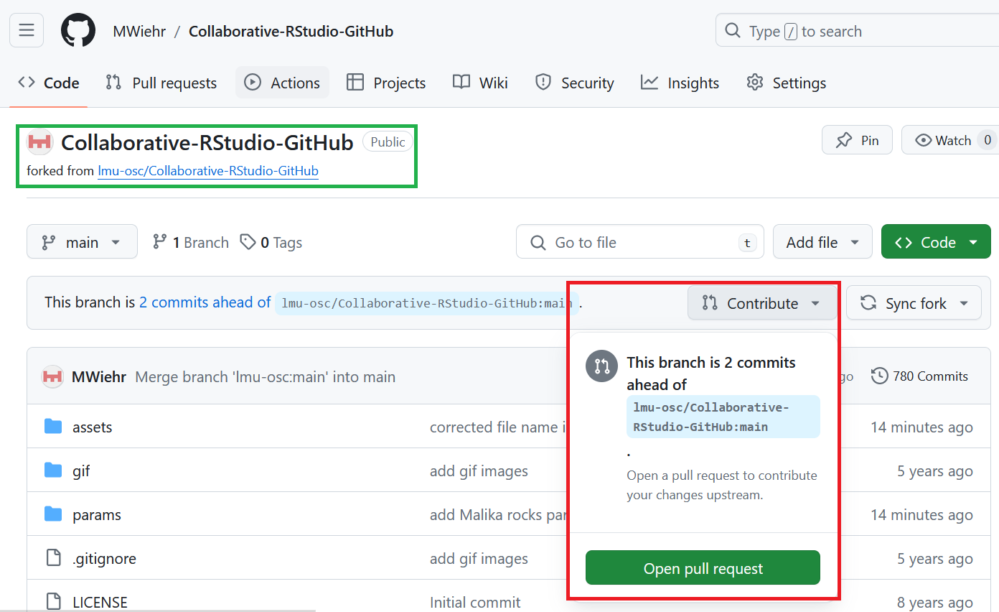 MWiehr / Collaborative-RStudio-GitHub
Type / to search
Code Pull requests Actions Projects Wiki Security Insights Settings
Collaborative-RStudio-GitHub Public
Pin Watch 0
forked from lmu-osc/Collaborative-RStudio-GitHub
main 1 Branch 0 Tags Go to file t Add file Code
This branch is 2 commits ahead of lmu-osc/Collaborative-RStudio-GitHub:main .
Contribute Sync fork
This branch is 2 commits
ahead of
lmu-osc/Collaborative-
RStudio-GitHub:main
.
Open a pull request to contribute
your changes upstream.
Open pull request
MWiehr Merge branch 'lmu-osc:main' into main 780 Commits
assets corrected file name 14 minutes ago
gif add gif images 5 years ago
params add Malika rocks 14 minutes ago
.gitignore add gif images 5 years ago
LICENSE Initial commit 8 years ago